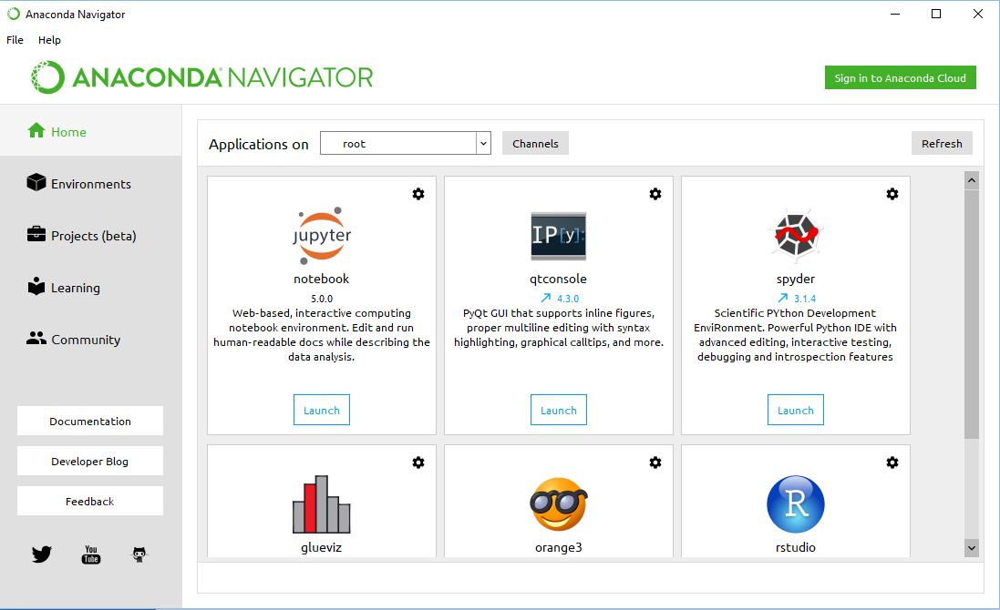 Anaconda Navigator
File Help
ANACONDA NAVIGATOR
Sign in to Anaconda Cloud
Home
Environments
Projects (beta)
Learning
Community
Documentation
Developer Blog
Feedback
You
Tube
Applications on root Channels Refresh
jupyter
notebook
5.0.0
Web-based, interactive computing
notebook environment. Edit and run
human-readable docs while describing the
data analysis.
Launch
IP[y]:
qtconsole
4.3.0
PyQt GUI that supports inline figures,
proper multiline editing with syntax
highlighting, graphical calltips, and more.
Launch
spyder
3.1.4
Scientific PYthon Development
EnviRonment. Powerful Python IDE with
advanced editing, interactive testing,
debugging and introspection features
Launch
glueviz
orange3
R
rstudio